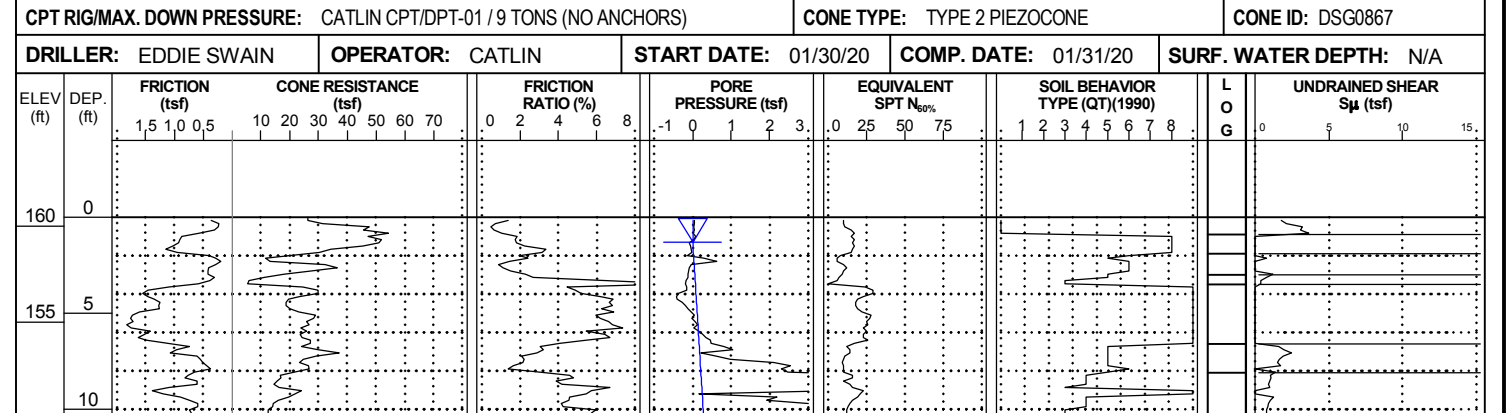 CPT RIG/MAX. DOWN PRESSURE: CATLIN CPT/DPT-01 / 9 TONS (NO ANCHORS) CONE TYPE: TYPE 2 PIEZOCONE CONE ID: DSG0867
DRILLER: EDDIE SWAIN OPERATOR: CATLIN START DATE: 01/30/20 COMP. DATE: 01/31/20 SURF. WATER DEPTH: N/A
ELEV (ft)
DEP. (ft)
FRICTION (tsf)
1.5 1.0 0.5
CONE RESISTANCE (tsf)
10 20 30 40 50 60 70
FRICTION RATIO (%)
0 2 4 6 8
PORE PRESSURE (tsf)
-1 0 1 2 3
EQUIVALENT SPT N60%
0 25 50 75
SOIL BEHAVIOR TYPE (QT)(1990)
1 2 3 4 5 6 7 8
LOG
UNDRAINED SHEAR Sμ (tsf)
0 5 10 15
160 0
155 5
10